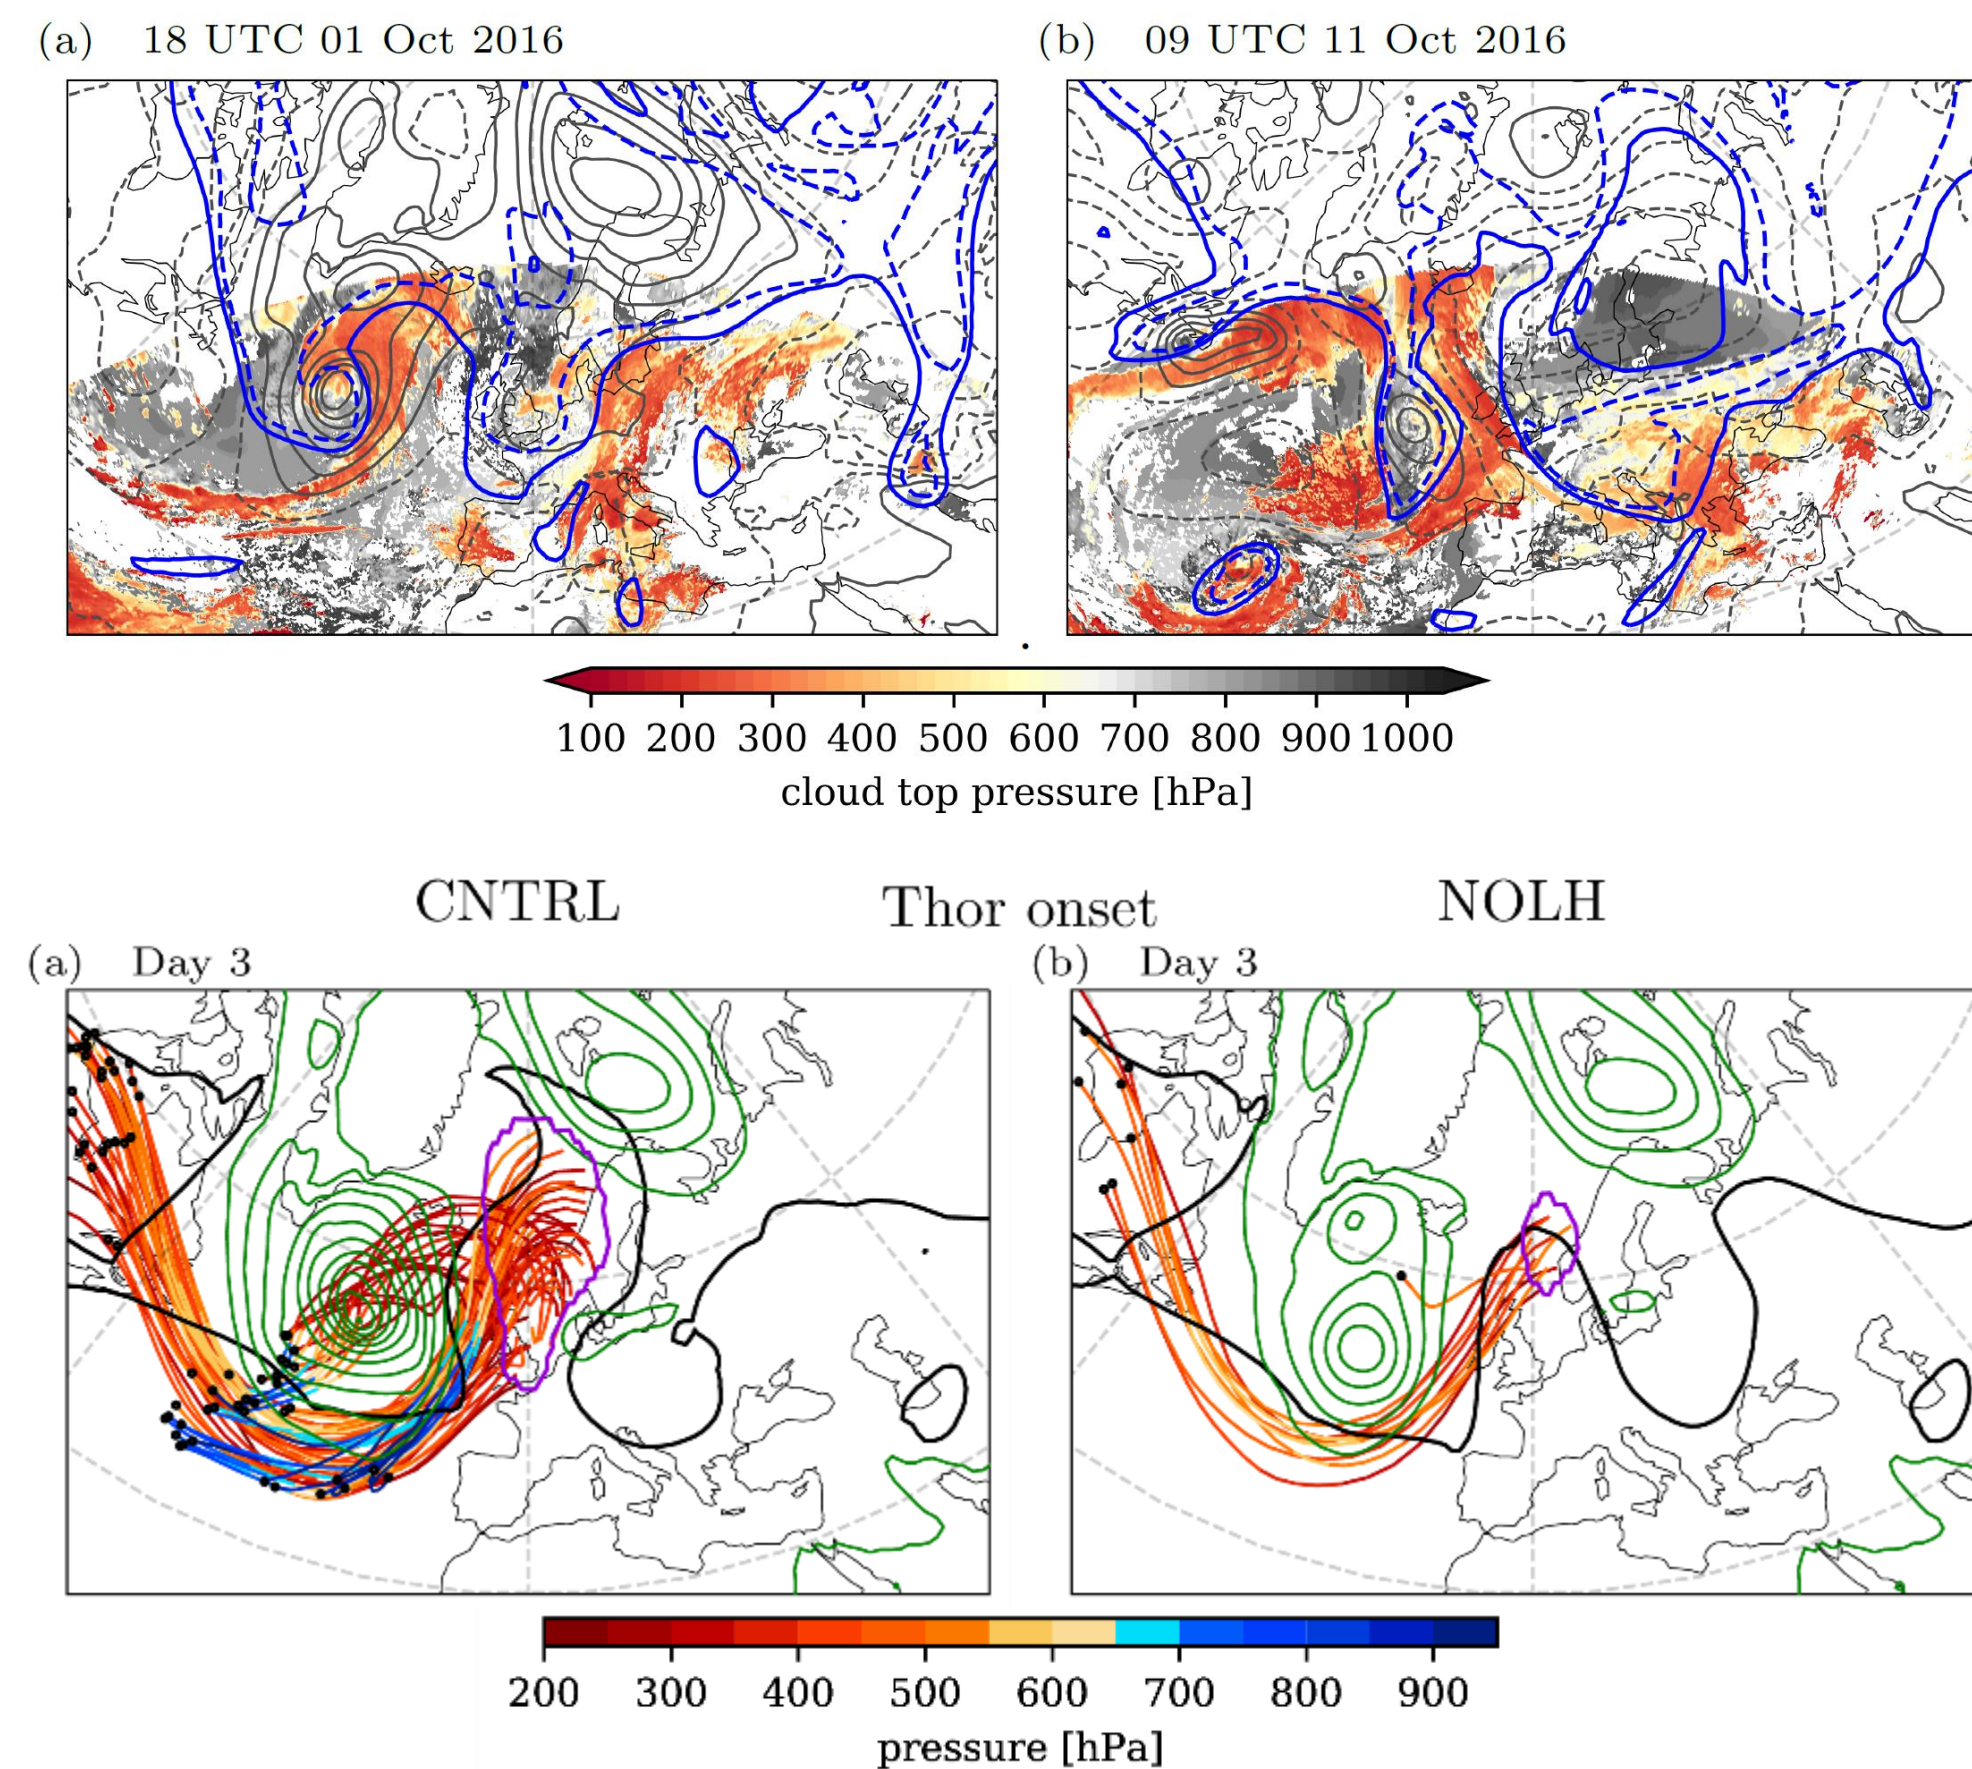 (a) 18 UTC 01 Oct 2016
(b) 09 UTC 11 Oct 2016
100 200 300 400 500 600 700 800 900 1000
cloud top pressure [hPa]
CNTRL Thor onset NOLH
(a) Day 3
(b) Day 3
200 300 400 500 600 700 800 900
pressure [hPa]